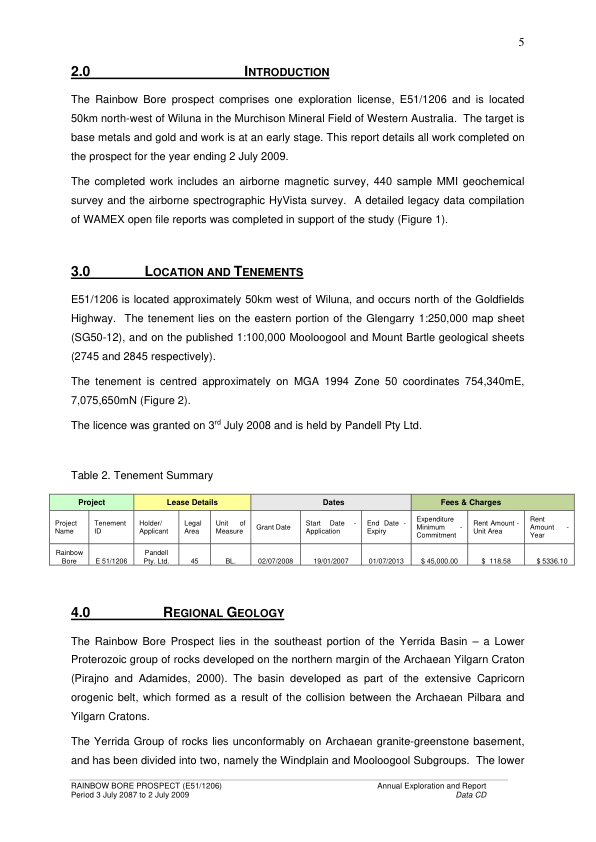 5
2.0 INTRODUCTION
The Rainbow Bore prospect comprises one exploration license, E51/1206 and is located
50km north-west of Wiluna in the Murchison Mineral Field of Western Australia. The target is
base metals and gold and work is at an early stage. This report details all work completed on
the prospect for the year ending 2 July 2009.
The completed work includes an airborne magnetic survey, 440 sample MMI geochemical
survey and the airborne spectrographic HyVista survey. A detailed legacy data compilation
of WAMEX open file reports was completed in support of the study (Figure 1).
3.0 LOCATION AND TENEMENTS
E51/1206 is located approximately 50km west of Wiluna, and occurs north of the Goldfields
Highway. The tenement lies on the eastern portion of the Glengarry 1:250,000 map sheet
(SG50-12), and on the published 1:100,000 Mooloogool and Mount Bartle geological sheets
(2745 and 2845 respectively).
The tenement is centred approximately on MGA 1994 Zone 50 coordinates 754,340mE,
7,075,650mN (Figure 2).
The licence was granted on 3rd July 2008 and is held by Pandell Pty Ltd.
Table 2. Tenement Summary
Project Lease Details Dates Fees & Charges
Project Name Tenement ID Holder/ Applicant Legal Area Unit of Measure Grant Date Start Date - Application End Date - Expiry Expenditure Minimum - Commitment Rent Amount - Unit Area Rent Amount - Year
Rainbow Bore E 51/1206 Pandell Pty. Ltd. 45 BL. 02/07/2008 19/01/2007 01/07/2013 $ 45,000.00 $ 118.58 $ 5336.10
4.0 REGIONAL GEOLOGY
The Rainbow Bore Prospect lies in the southeast portion of the Yerrida Basin – a Lower
Proterozoic group of rocks developed on the northern margin of the Archaean Yilgarn Craton
(Pirajno and Adamides, 2000). The basin developed as part of the extensive Capricorn
orogenic belt, which formed as a result of the collision between the Archaean Pilbara and
Yilgarn Cratons.
The Yerrida Group of rocks lies unconformably on Archaean granite-greenstone basement,
and has been divided into two, namely the Windplain and Mooloogool Subgroups. The lower
RAINBOW BORE PROSPECT (E51/1206) Annual Exploration and Report
Period 3 July 2087 to 2 July 2009 Data CD